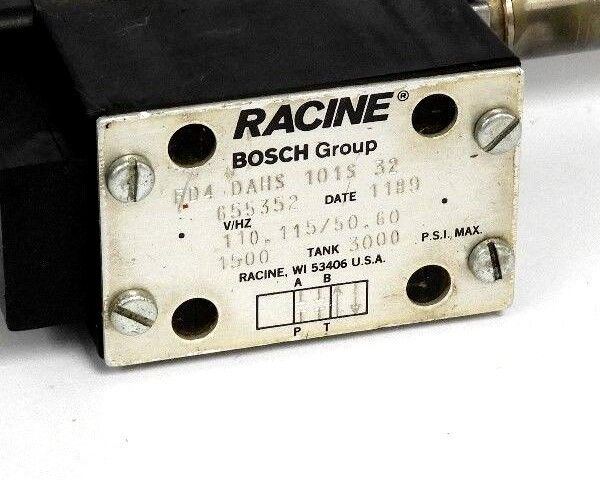 RACINE®
BOSCH Group
FD4 DAHS 101S 32
655352 DATE 1189
V/HZ 110.115/50.60
1500 TANK 3000 P.S.I. MAX.
RACINE, WI 53406 U.S.A.
A B
P T